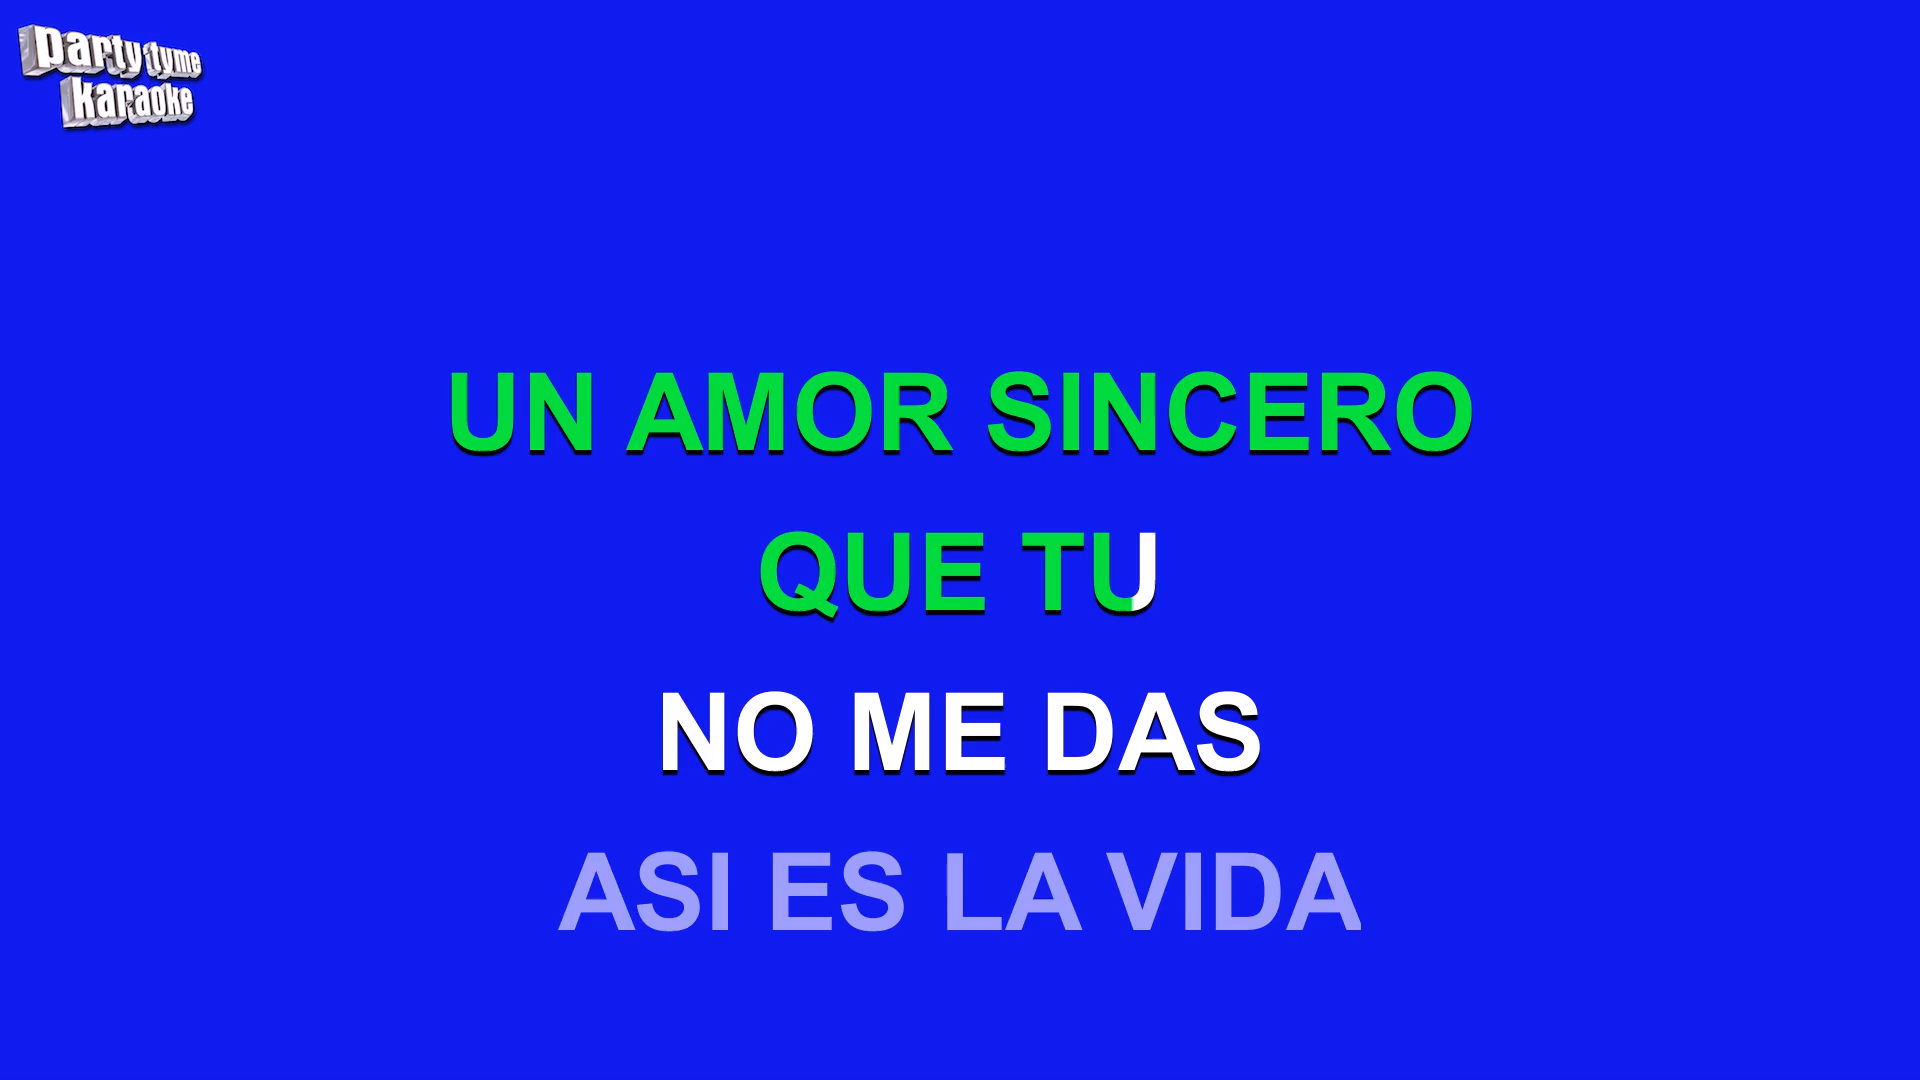 party tyme
karaoke
UN AMOR SINCERO
QUE TU
NO ME DAS
ASI ES LA VIDA